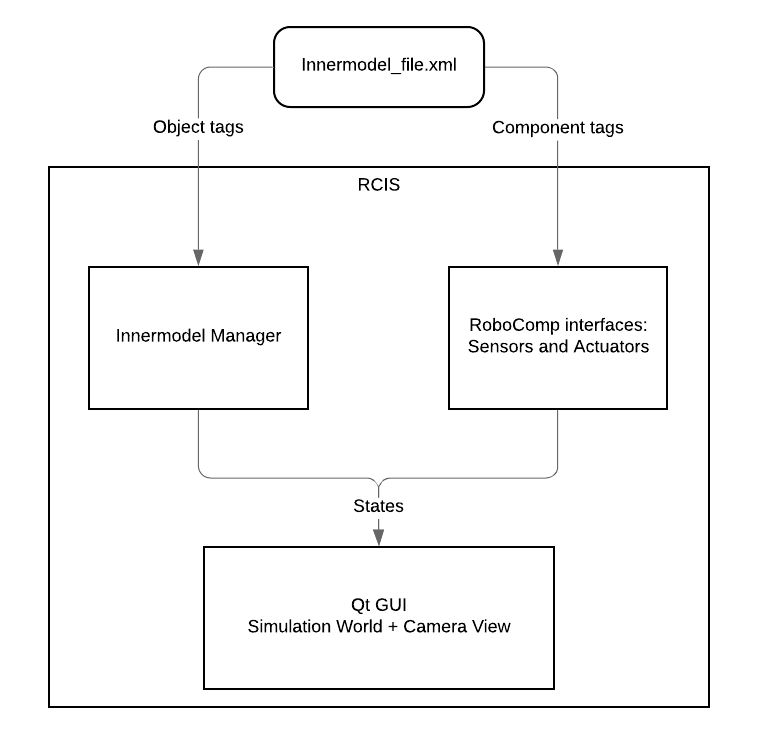 Innermodel_file.xml
Object tags
Component tags
RCIS
Innermodel Manager
RoboComp interfaces:
Sensors and Actuators
States
Qt GUI
Simulation World + Camera View